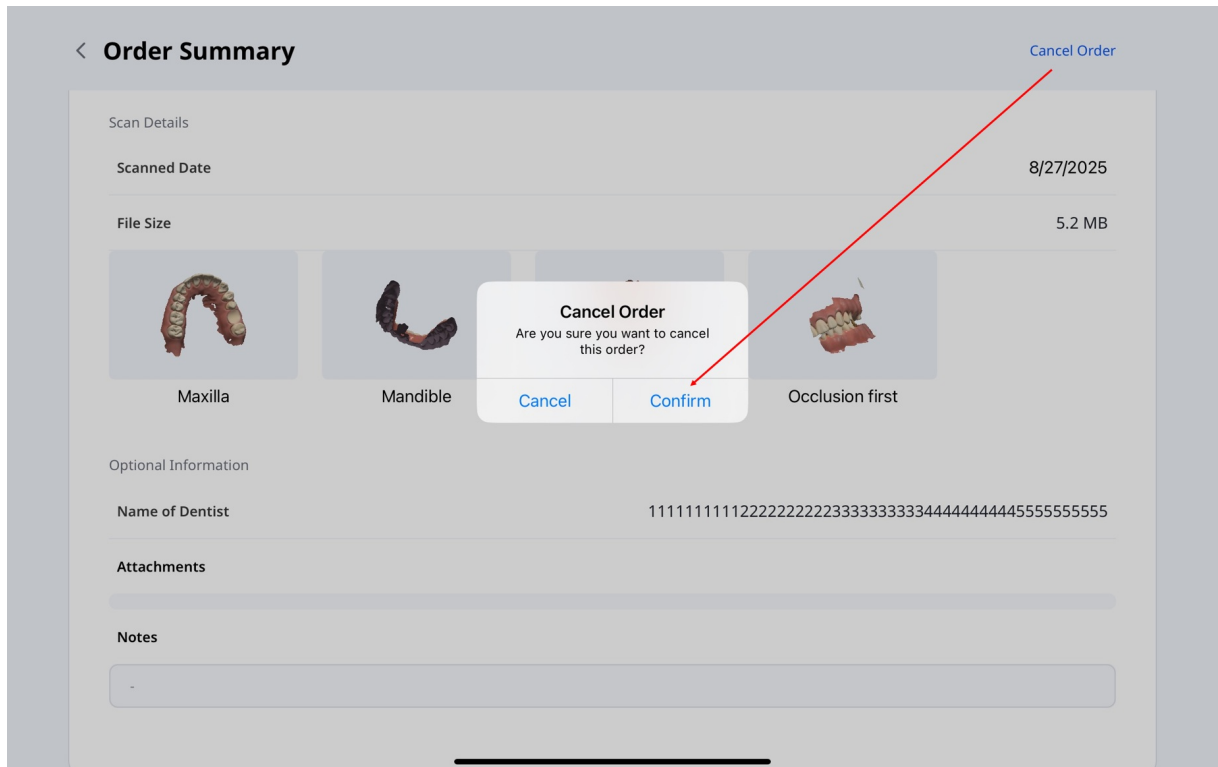 Order Summary
Cancel Order
Scan Details
Scanned Date
8/27/2025
File Size
5.2 MB
Cancel Order
Are you sure you want to cancel
this order?
Cancel
Confirm
Maxilla
Mandible
Occlusion first
Optional Information
Name of Dentist
11111111112222222222333333333344444444445555555555
Attachments
Notes
-